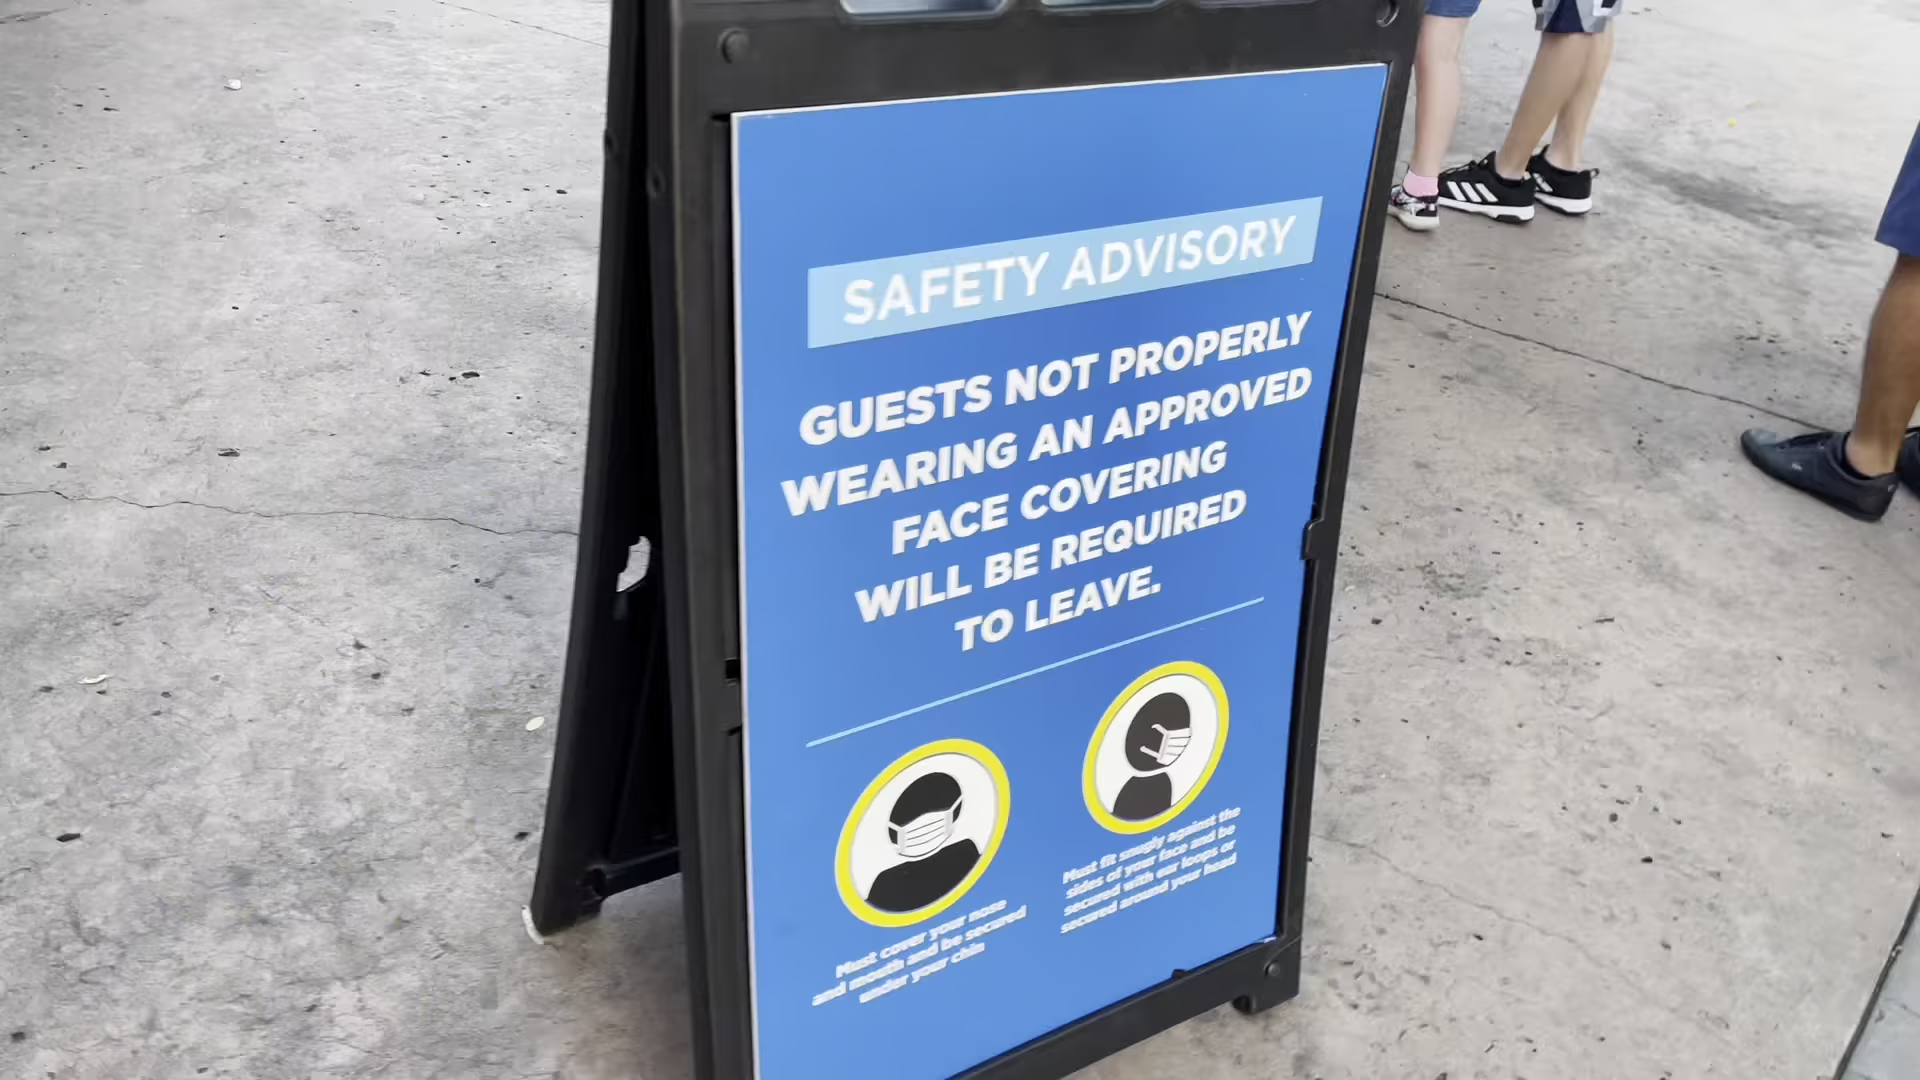 SAFETY ADVISORY
GUESTS NOT PROPERLY
WEARING AN APPROVED
FACE COVERING
WILL BE REQUIRED
TO LEAVE.
Must cover your nose
and mouth and be secured
under your chin
Must fit snugly against the
sides of your face and be
secured with ear loops or
secured around your head